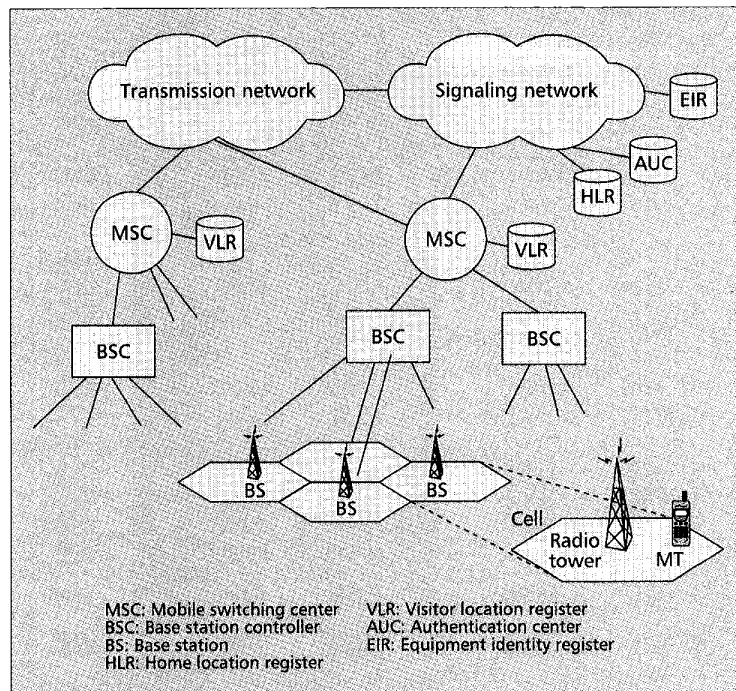 Transmission network
Signaling network
EIR
AUC
HLR
MSC
VLR
MSC
VLR
BSC
BSC
BSC
BS
BS
BS
Cell
Radio
tower
MT
MSC: Mobile switching center
BSC: Base station controller
BS: Base station
HLR: Home location register
VLR: Visitor location register
AUC: Authentication center
EIR: Equipment identity register